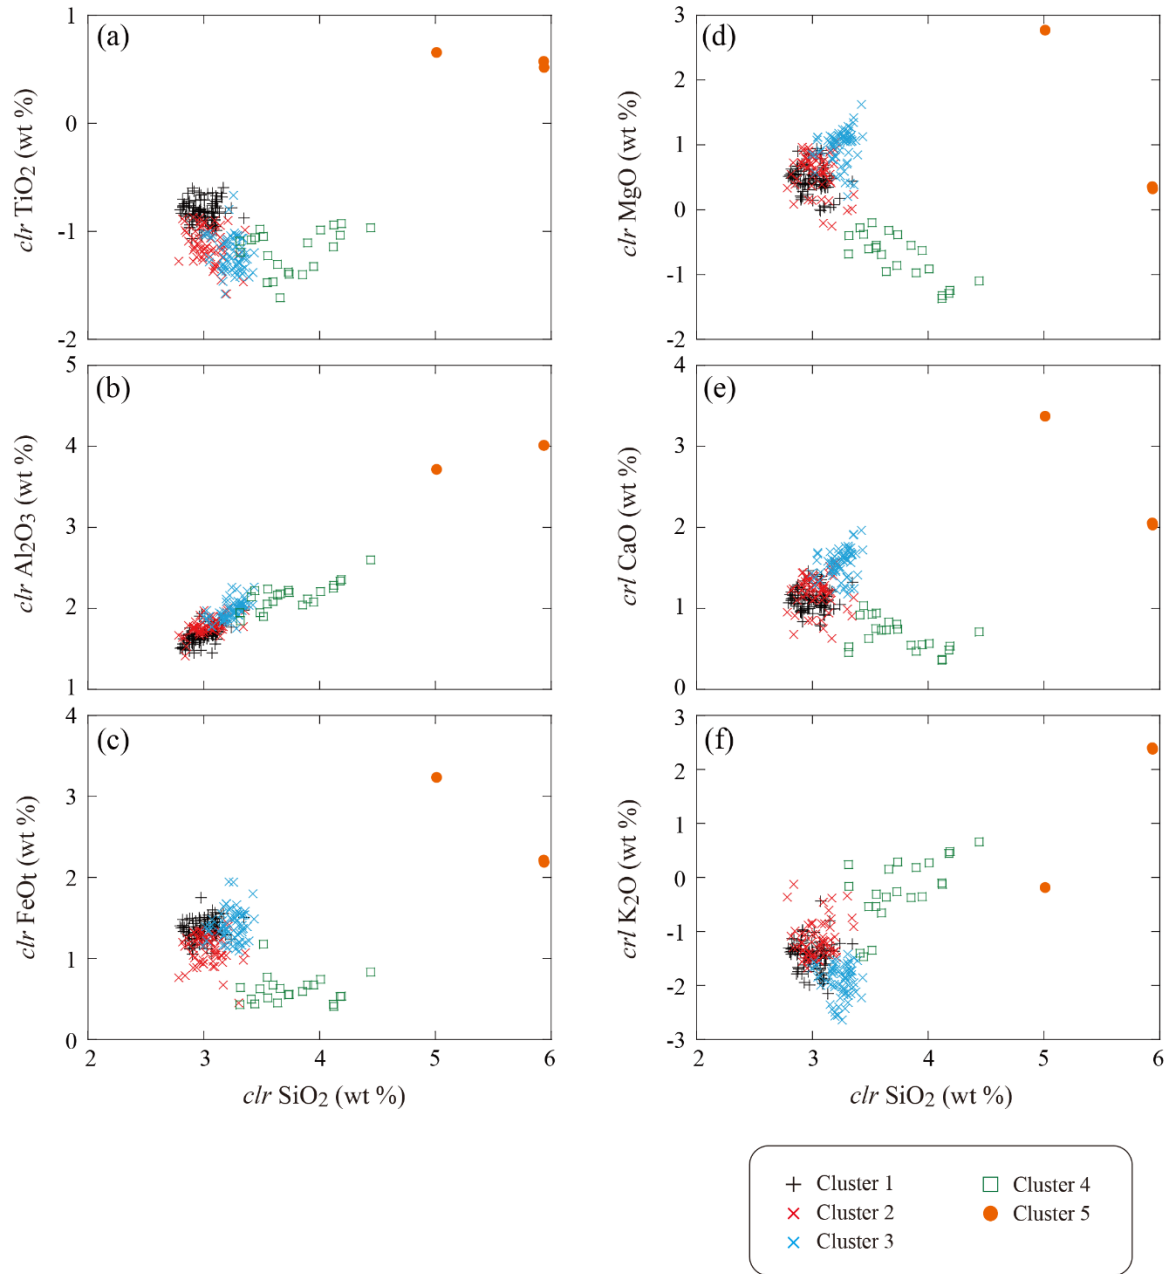 (a)
clr TiO2 (wt %)
1
0
-1
-2
(b)
clr Al2O3 (wt %)
5
4
3
2
1
(c)
clr FeOt (wt %)
4
3
2
1
0
2 3 4 5 6
clr SiO2 (wt %)
(d)
clr MgO (wt %)
3
2
1
0
-1
-2
(e)
crl CaO (wt %)
4
3
2
1
0
(f)
crl K2O (wt %)
3
2
1
0
-1
-2
-3
2 3 4 5 6
clr SiO2 (wt %)
Cluster 1
Cluster 2
Cluster 3
Cluster 4
Cluster 5